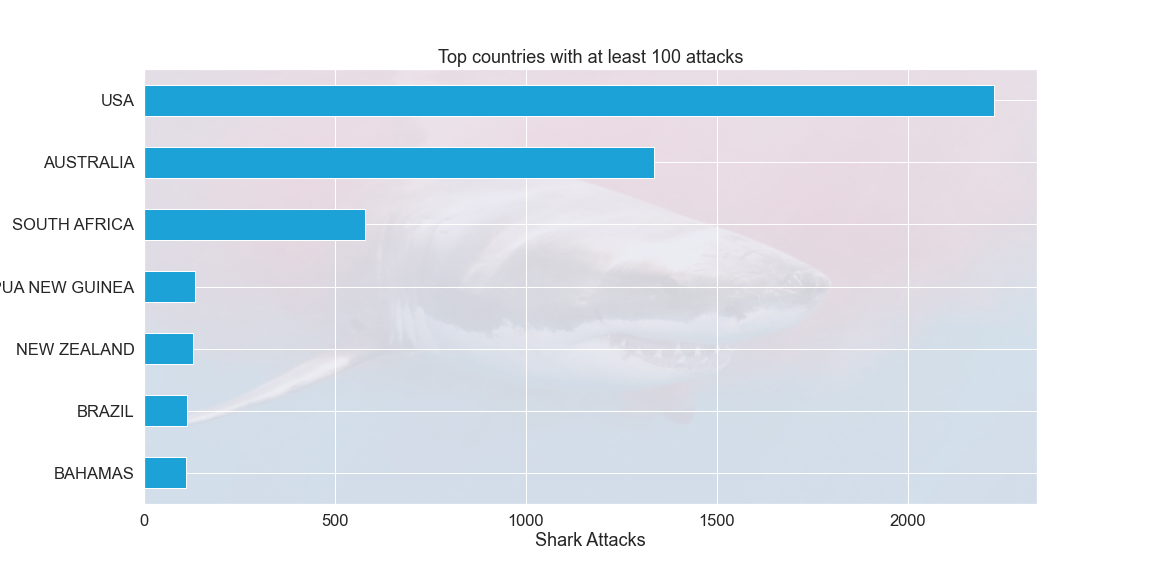 Top countries with at least 100 attacks
USA
AUSTRALIA
SOUTH AFRICA
PUA NEW GUINEA
NEW ZEALAND
BRAZIL
BAHAMAS
0 500 1000 1500 2000
Shark Attacks